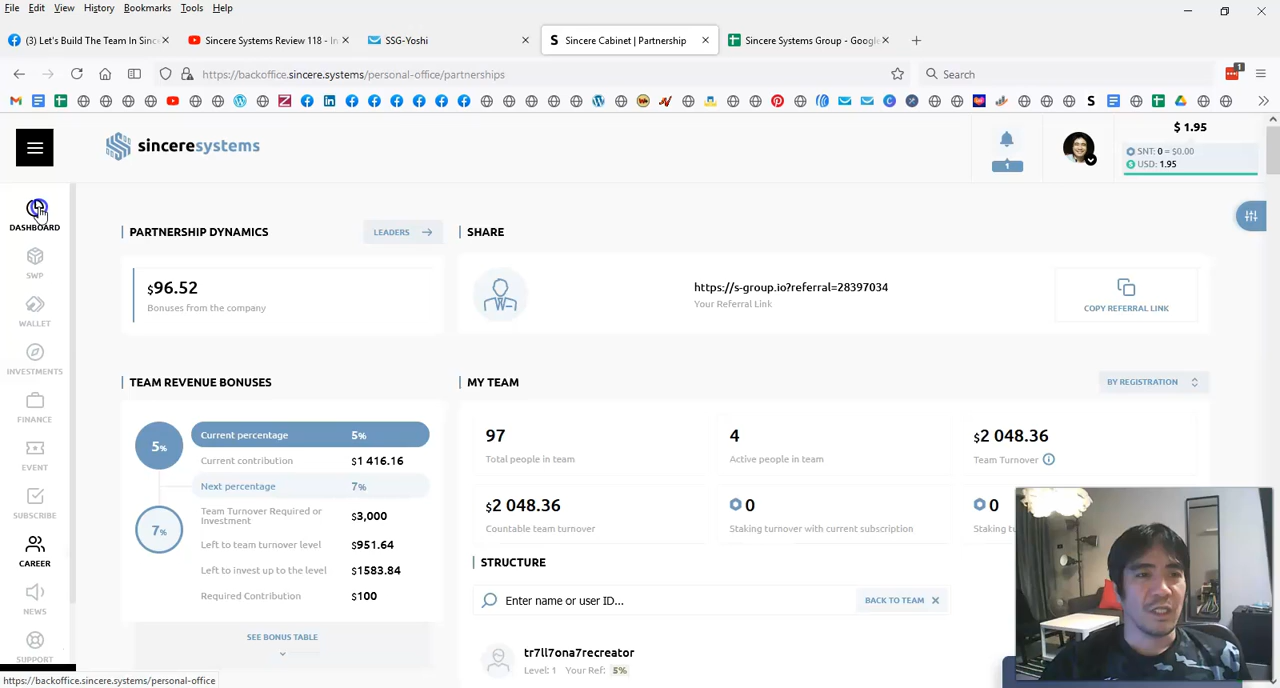 File Edit View History Bookmarks Tools Help
(3) Let's Build The Team In Sinc
Sincere Systems Review 118 - In
SSG-Yoshi
S Sincere Cabinet | Partnership
Sincere Systems Group - Google
https://backoffice.sincere.systems/personal-office/partnerships
Search
1
sinceresystems
1
$ 1.95
SNT: 0 = $0.00
USD: 1.95
DASHBOARD
SWP
WALLET
INVESTMENTS
FINANCE
EVENT
SUBSCRIBE
CAREER
NEWS
SUPPORT
PARTNERSHIP DYNAMICS
LEADERS
$96.52
Bonuses from the company
SHARE
https://s-group.io?referral=28397034
Your Referral Link
COPY REFERRAL LINK
TEAM REVENUE BONUSES
5%
Current percentage 5%
Current contribution $1 416.16
Next percentage 7%
7%
Team Turnover Required or
Investment $3,000
Left to team turnover level $951.64
Left to invest up to the level $1583.84
Required Contribution $100
SEE BONUS TABLE
MY TEAM
BY REGISTRATION
97
Total people in team
4
Active people in team
$2 048.36
Team Turnover
$2 048.36
Countable team turnover
0
Staking turnover with current subscription
0
Staking tu
STRUCTURE
Enter name or user ID...
BACK TO TEAM
tr7ll7ona7recreator
Level: 1 Your Ref: 5%
https://backoffice.sincere.systems/personal-office